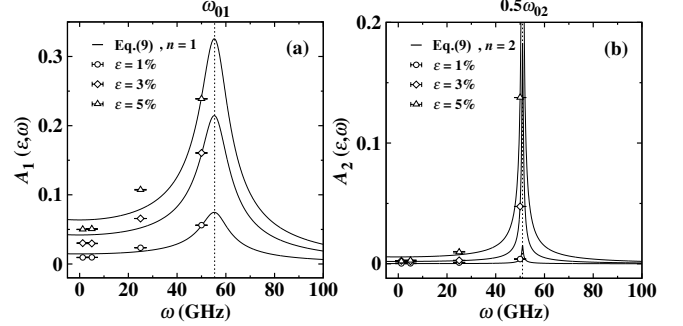 ω01
(a)
Eq.(9) , n = 1
ε = 1%
ε = 3%
ε = 5%
A1 (ε,ω)
0.3
0.2
0.1
0
0 20 40 60 80 100
ω (GHz)
0.5ω02
(b)
Eq.(9) , n = 2
ε = 1%
ε = 3%
ε = 5%
A2 (ε,ω)
0.2
0.1
0
0 20 40 60 80 100
ω (GHz)